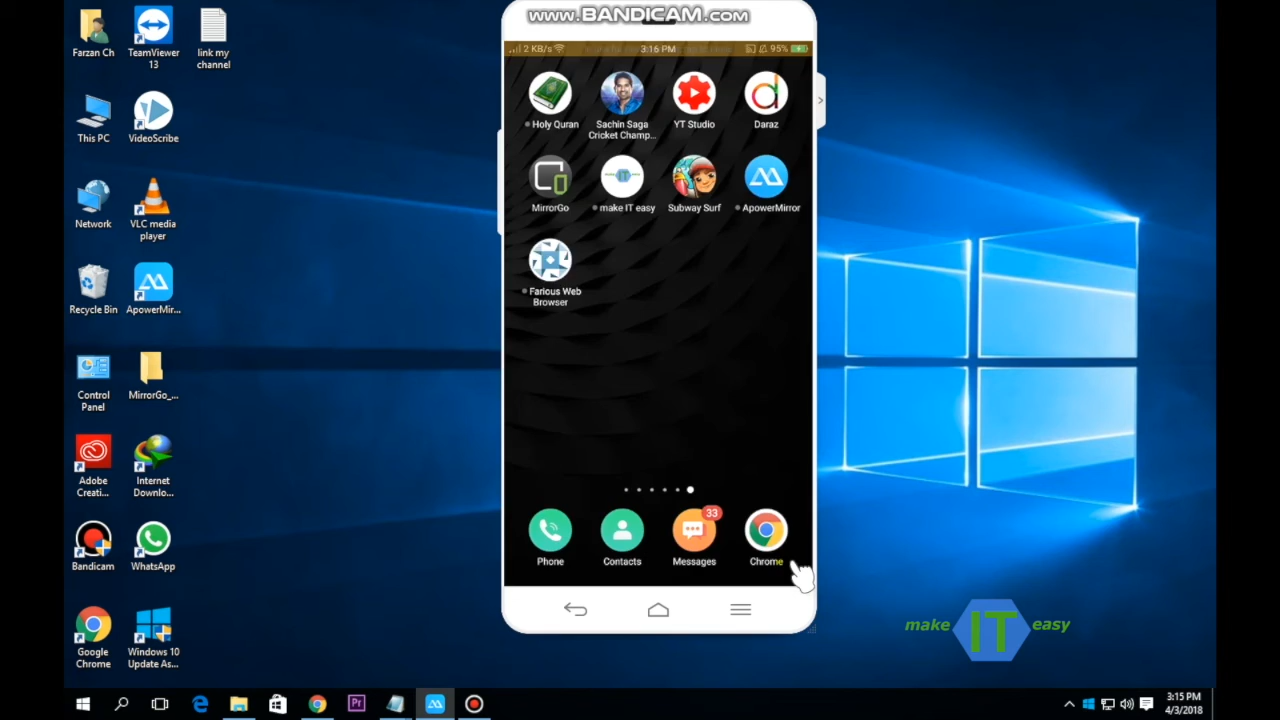 www.BANDICAM.com
Farzan Ch
TeamViewer
13
link my
channel
This PC
VideoScribe
Network
VLC media
player
Recycle Bin
ApowerMir...
Control
Panel
MirrorGo_...
Adobe
Creati...
Internet
Downlo...
Bandicam
WhatsApp
Google
Chrome
Windows 10
Update As...
2 KB/s
3:16 PM
95%
Holy Quran
Sachin Saga
Cricket Champ...
YT Studio
Daraz
MirrorGo
make IT easy
Subway Surf
ApowerMirror
Farious Web
Browser
33
Phone
Contacts
Messages
Chrome
make IT easy
Pr
3:15 PM
4/3/2018